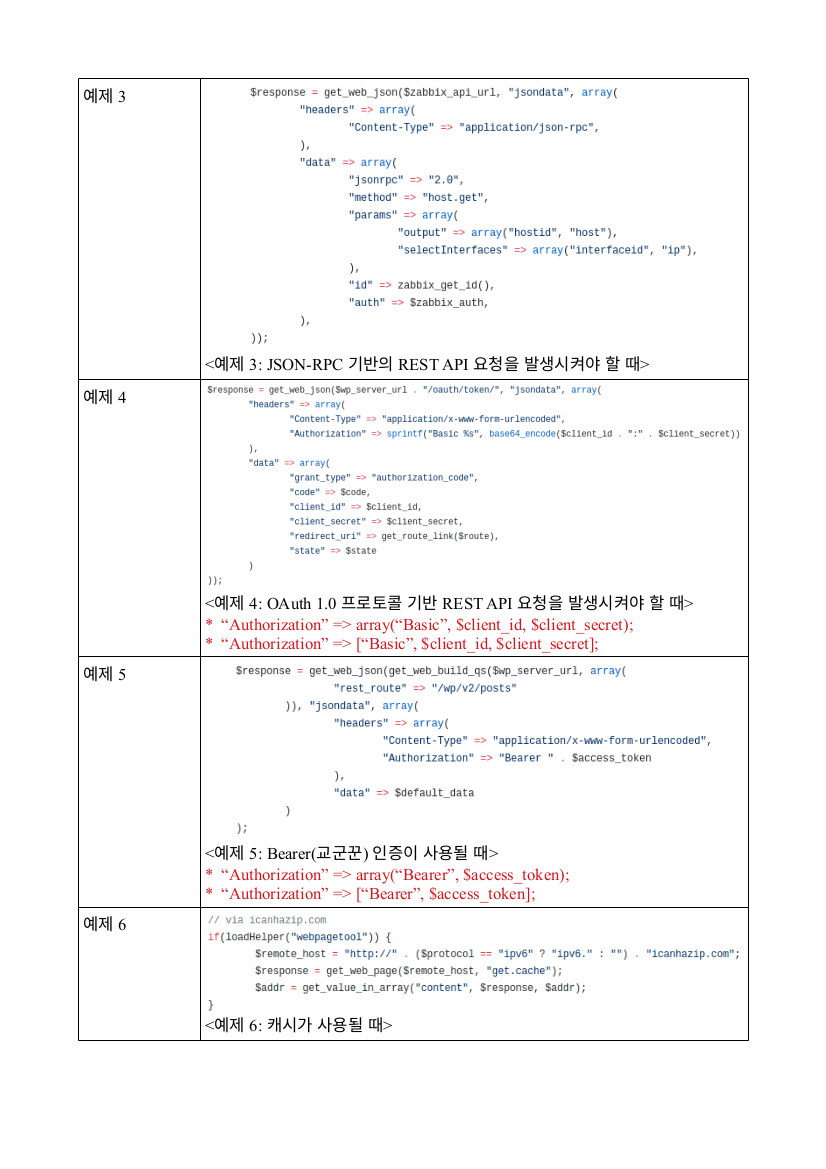 예제 3
$response = get_web_json($zabbix_api_url, "jsondata", array(
"headers" => array(
"Content-Type" => "application/json-rpc",
),
"data" => array(
"jsonrpc" => "2.0",
"method" => "host.get",
"params" => array(
"output" => array("hostid", "host"),
"selectInterfaces" => array("interfaceid", "ip"),
),
"id" => zabbix_get_id(),
"auth" => $zabbix_auth,
),
));
<예제 3: JSON-RPC 기반의 REST API 요청을 발생시켜야 할 때>
예제 4
$response = get_web_json($wp_server_url . "/oauth/token/", "jsondata", array(
"headers" => array(
"Content-Type" => "application/x-www-form-urlencoded",
"Authorization" => sprintf("Basic %s", base64_encode($client_id . ":" . $client_secret))
),
"data" => array(
"grant_type" => "authorization_code",
"code" => $code,
"client_id" => $client_id,
"client_secret" => $client_secret,
"redirect_uri" => get_route_link($route),
"state" => $state
)
));
<예제 4: OAuth 1.0 프로토콜 기반 REST API 요청을 발생시켜야 할 때>
* “Authorization” => array(“Basic”, $client_id, $client_secret);
* “Authorization” => [“Basic”, $client_id, $client_secret];
예제 5
$response = get_web_json(get_web_build_qs($wp_server_url, array(
"rest_route" => "/wp/v2/posts"
)), "jsondata", array(
"headers" => array(
"Content-Type" => "application/x-www-form-urlencoded",
"Authorization" => "Bearer " . $access_token
),
"data" => $default_data
)
);
<예제 5: Bearer(교군꾼) 인증이 사용될 때>
* “Authorization” => array(“Bearer”, $access_token);
* “Authorization” => [“Bearer”, $access_token];
예제 6
// via icanhazip.com
if(loadHelper("webpagetool")) {
$remote_host = "http://" . ($protocol == "ipv6" ? "ipv6." : "") . "icanhazip.com";
$response = get_web_page($remote_host, "get.cache");
$addr = get_value_in_array("content", $response, $addr);
}
<예제 6: 캐시가 사용될 때>